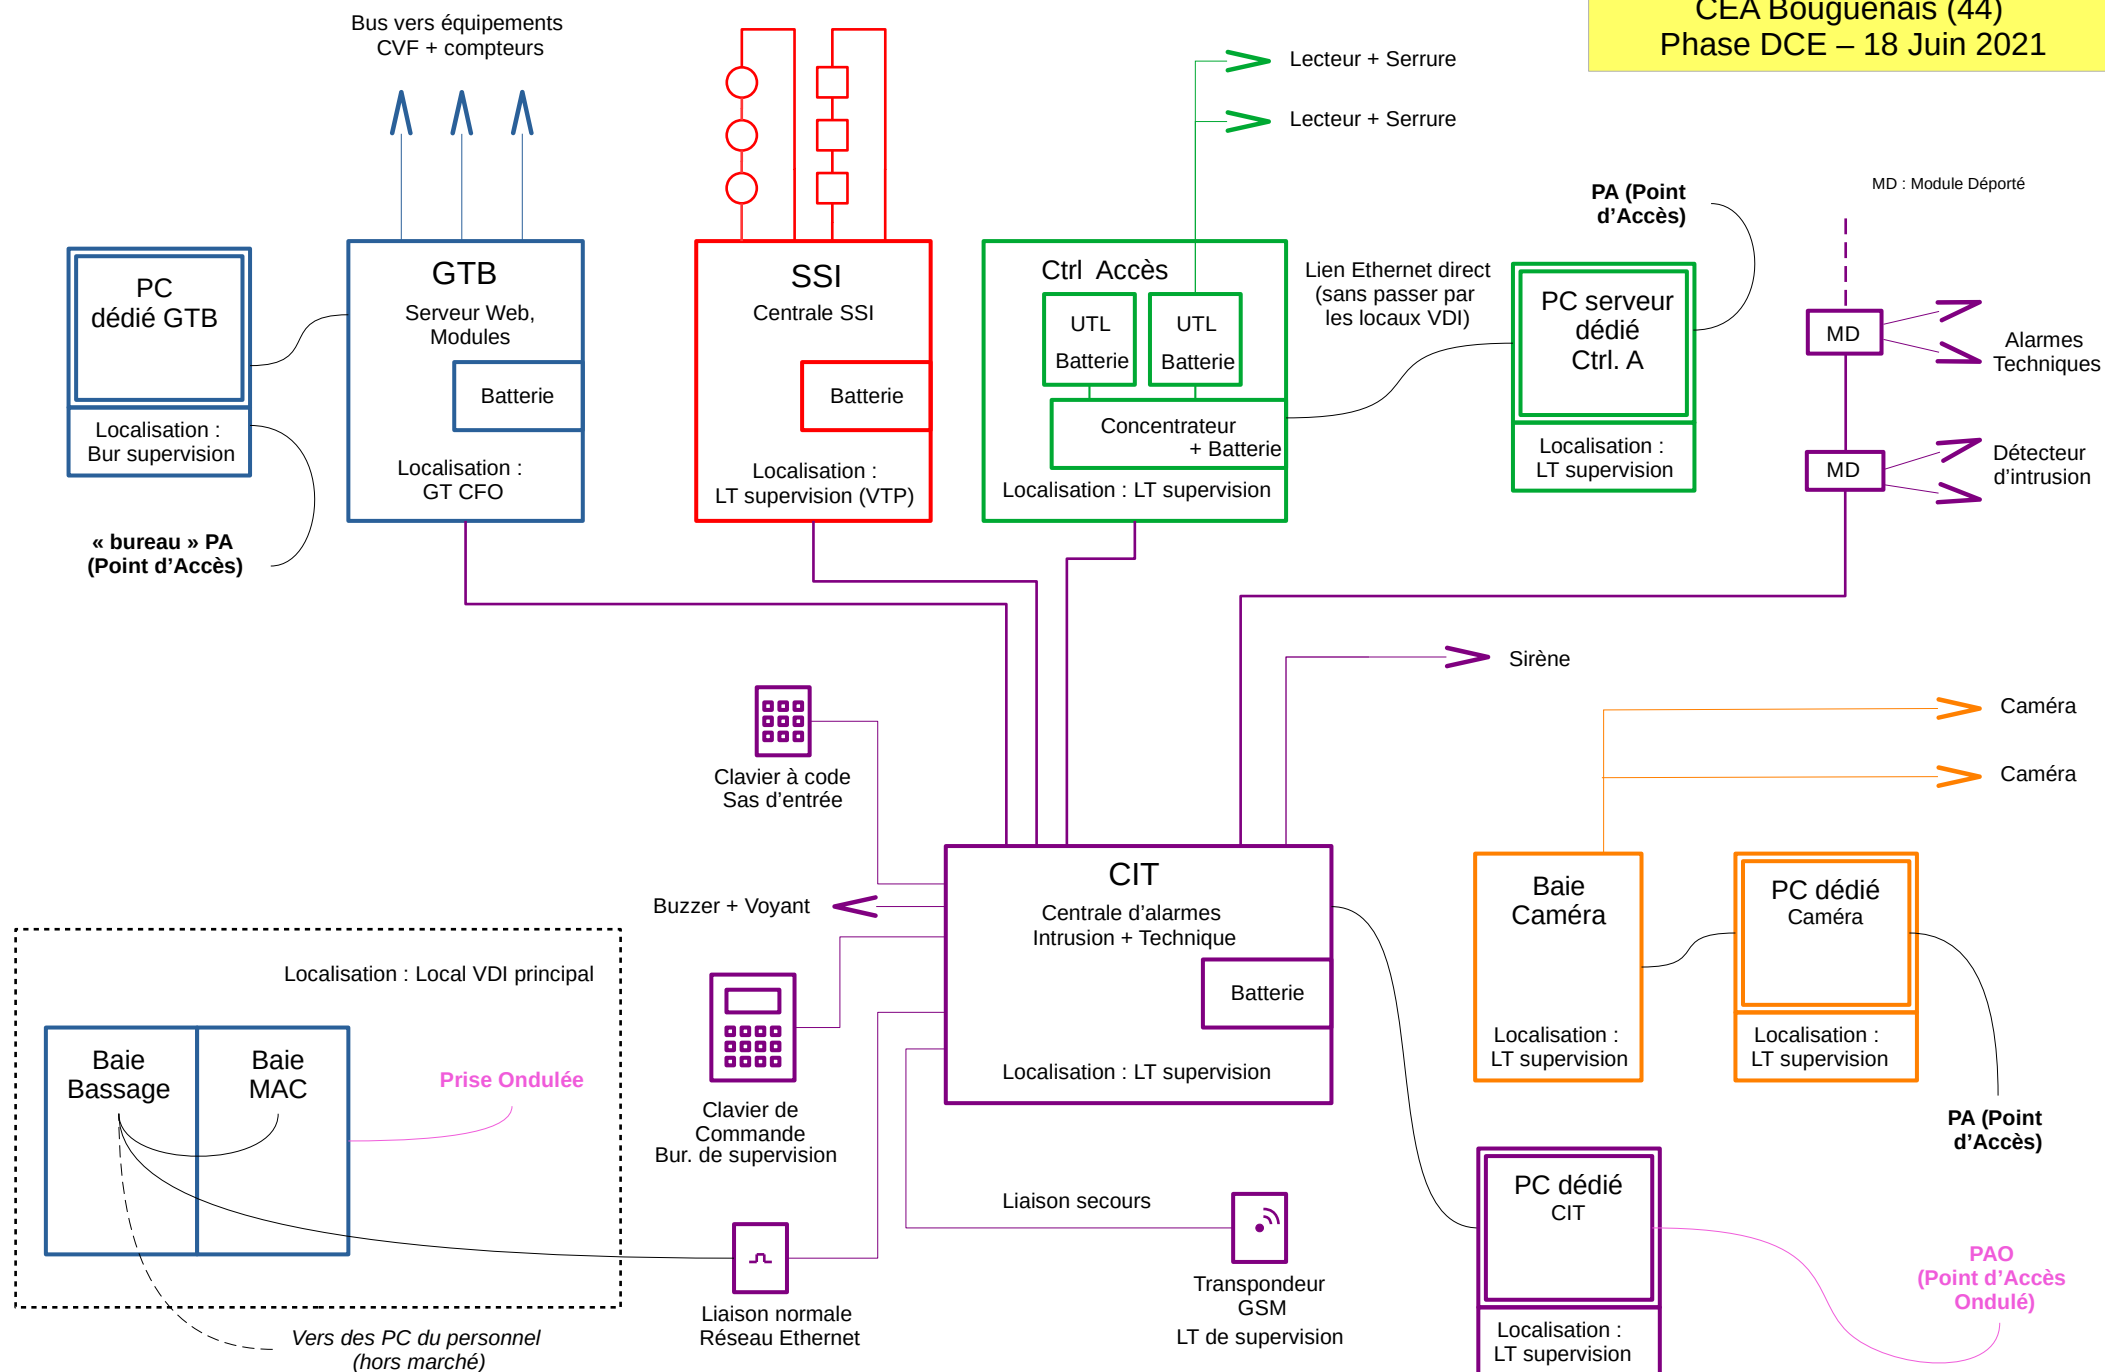 CEA Bouguenais (44)
Phase DCE – 18 Juin 2021
Bus vers équipements
CVF + compteurs
Lecteur + Serrure
Lecteur + Serrure
MD : Module Déporté
PA (Point
d’Accès)
PC
dédié GTB
Localisation :
Bur supervision
« bureau » PA
(Point d’Accès)
GTB
Serveur Web,
Modules
Batterie
Localisation :
GT CFO
SSI
Centrale SSI
Batterie
Localisation :
LT supervision (VTP)
Ctrl Accès
UTL
Batterie
UTL
Batterie
Concentrateur
+ Batterie
Localisation : LT supervision
Lien Ethernet direct
(sans passer par
les locaux VDI)
PC serveur
dédié
Ctrl. A
Localisation :
LT supervision
MD
Alarmes
Techniques
MD
Détecteur
d’intrusion
Sirène
Clavier à code
Sas d’entrée
Buzzer + Voyant
CIT
Centrale d’alarmes
Intrusion + Technique
Batterie
Localisation : LT supervision
Caméra
Caméra
Baie
Caméra
Localisation :
LT supervision
PC dédié
Caméra
Localisation :
LT supervision
PA (Point
d’Accès)
Localisation : Local VDI principal
Baie
Bassage
Baie
MAC
Prise Ondulée
Clavier de
Commande
Bur. de supervision
Liaison secours
Liaison normale
Réseau Ethernet
Transpondeur
GSM
LT de supervision
PC dédié
CIT
Localisation :
LT supervision
PAO
(Point d’Accès
Ondulé)
Vers des PC du personnel
(hors marché)